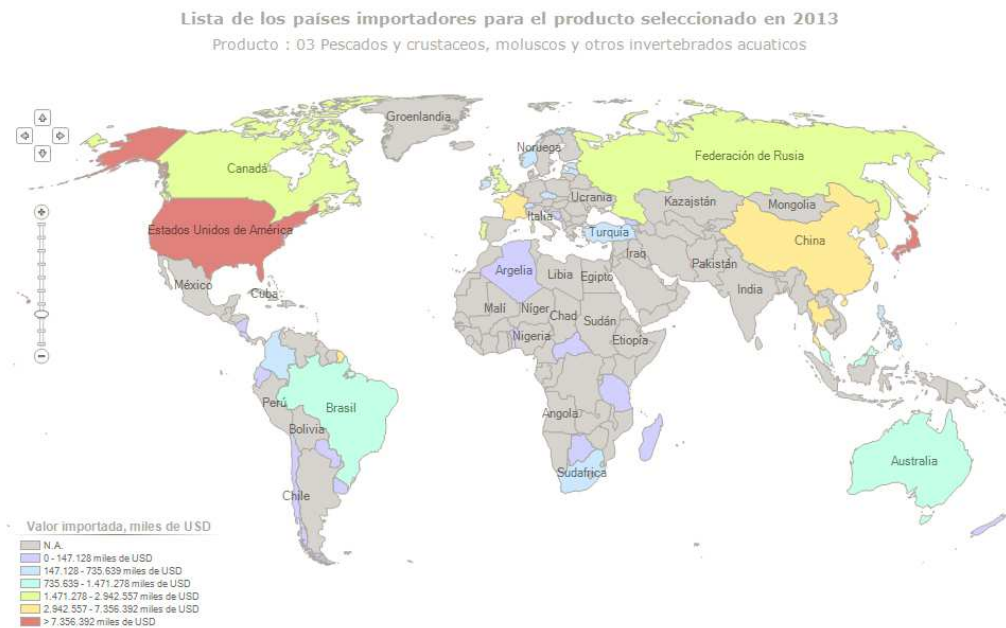 Lista de los países importadores para el producto seleccionado en 2013
Producto : 03 Pescados y crustaceos, moluscos y otros invertebrados acuaticos
Groenlandia
Noruega
Canadá
Federación de Rusia
Ucrania
Kazajstán
Mongolia
Italia
Estados Unidos de América
Turquía
China
Iraq
Argelia
Libia
Egipto
Pakistán
México
India
Cuba
Malí
Níger
Chad
Sudán
Nigeria
Etiopía
Perú
Brasil
Angola
Bolivia
Australia
Sudafrica
Chile
Valor importada, miles de USD
N.A.
0 - 147.128 miles de USD
147.128 - 735.639 miles de USD
735.639 - 1.471.278 miles de USD
1.471.278 - 2.942.557 miles de USD
2.942.557 - 7.356.392 miles de USD
> 7.356.392 miles de USD